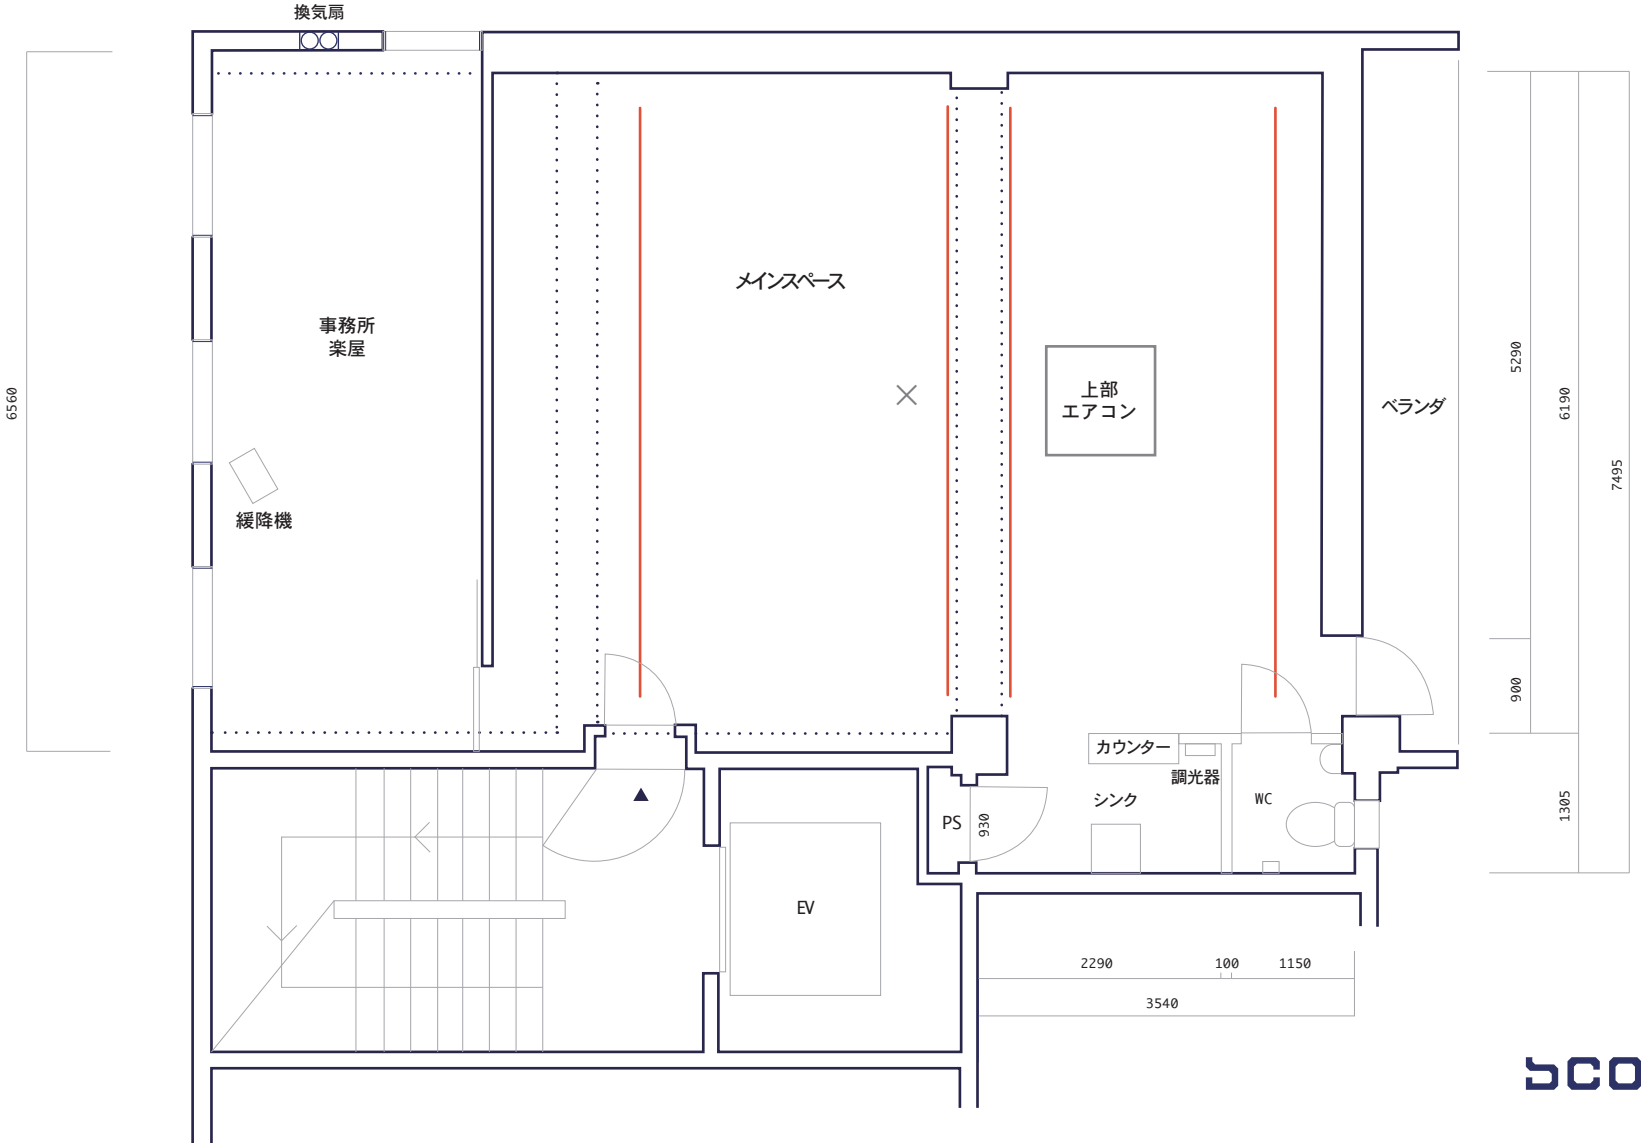 換気扇
メインスペース
事務所
楽屋
上部
エアコン
ベランダ
緩降機
6560
5290
6190
7495
900
1305
カウンター
調光器
シンク
WC
PS
930
EV
2290
100
1150
3540
SCO